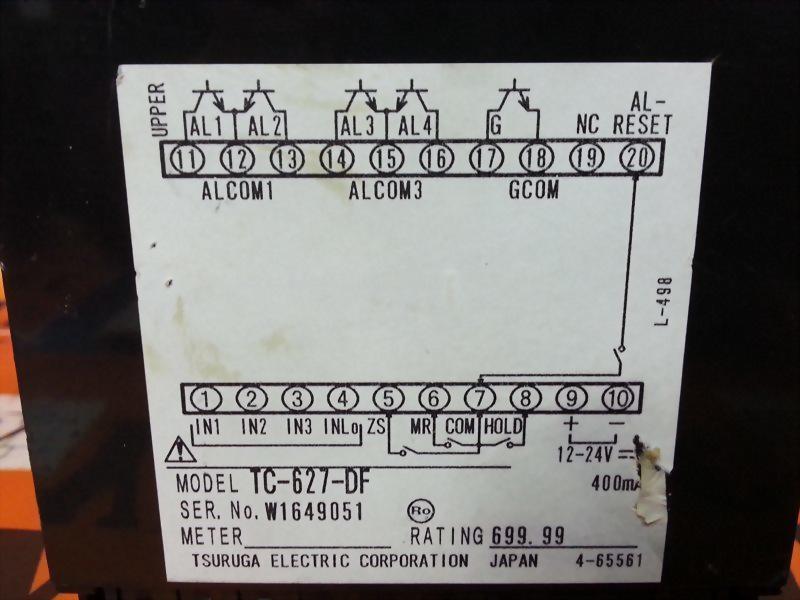 UPPER
AL1 AL2 AL3 AL4 G NC AL-RESET
11 12 13 14 15 16 17 18 19 20
ALCOM1 ALCOM3 GCOM
L-498
1 2 3 4 5 6 7 8 9 10
IN1 IN2 IN3 INLo ZS MR COM HOLD + −
12-24V
MODEL TC-627-DF 400mA
SER. No. W1649051 Ro
METER RATING 699.99
TSURUGA ELECTRIC CORPORATION JAPAN 4-65561